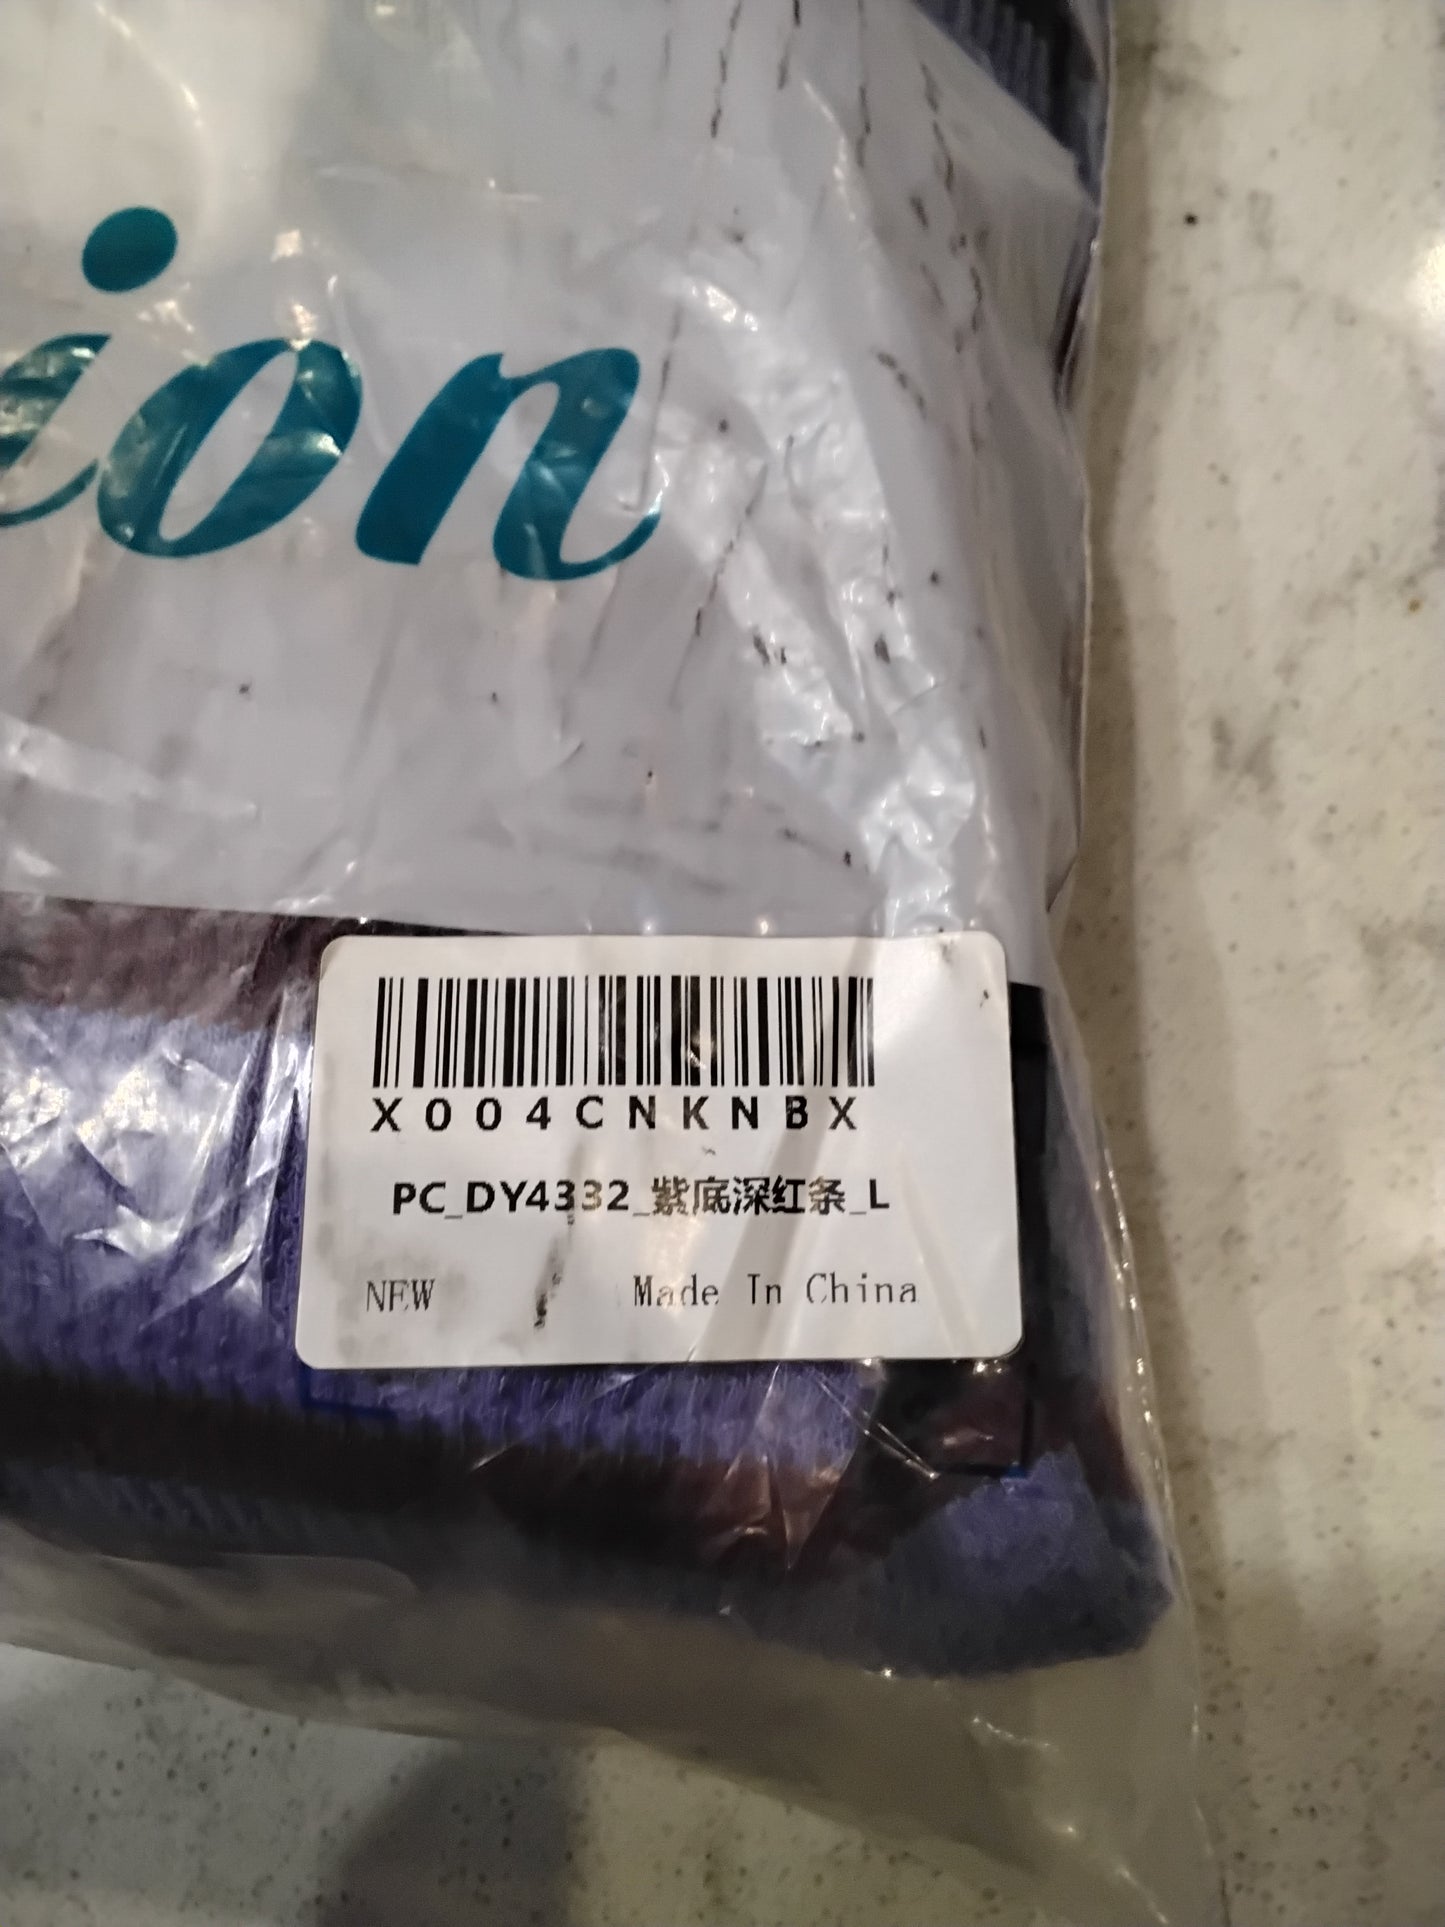 ion
X004CNKNBX
PC_DY4332_紫底深红条_L
NEW Made In China